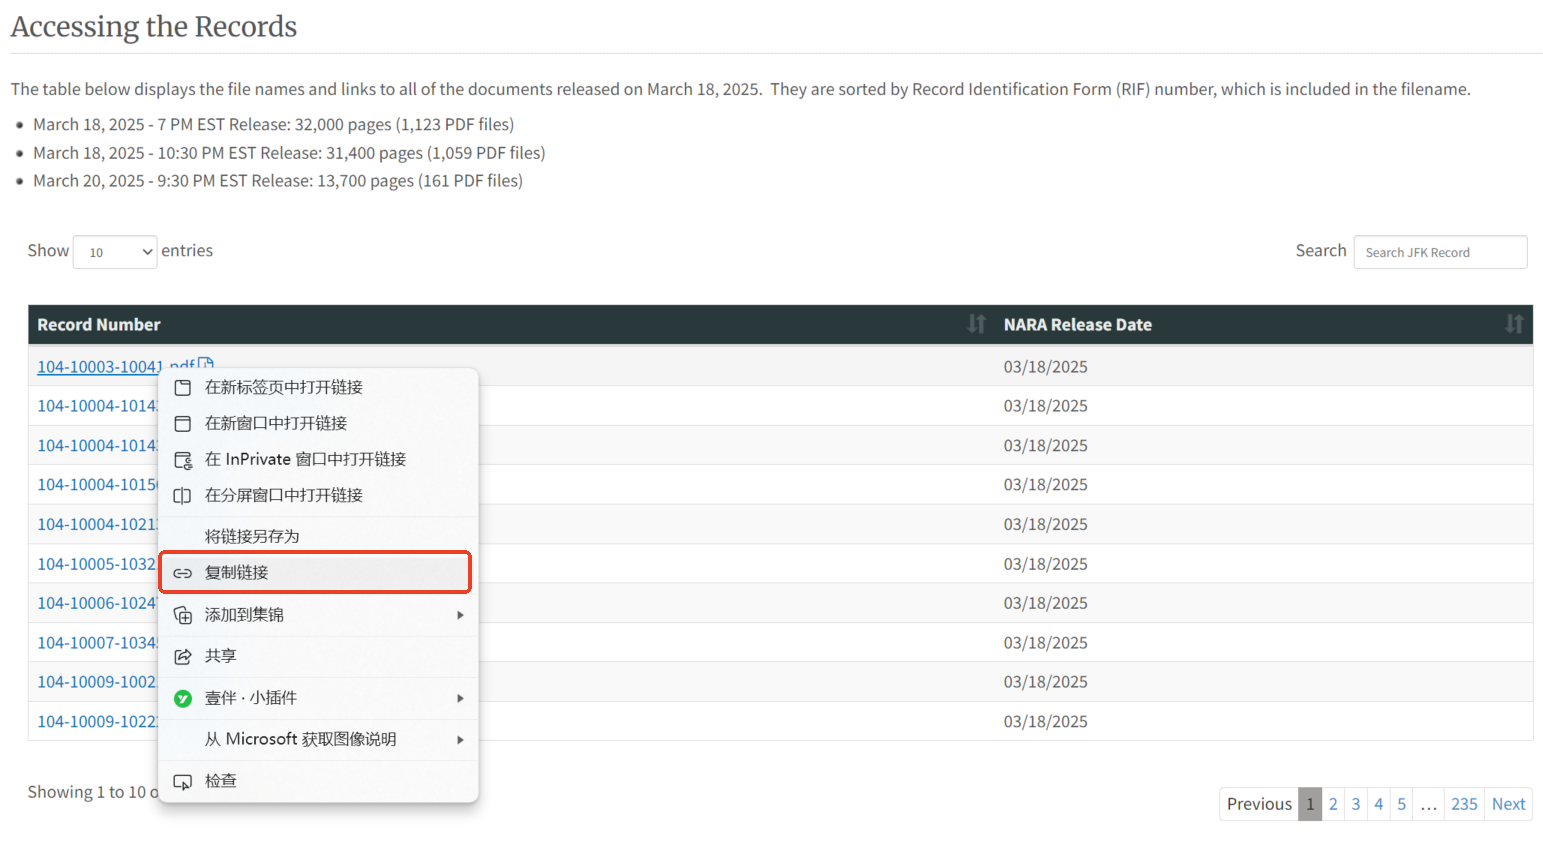 Accessing the Records
The table below displays the file names and links to all of the documents released on March 18, 2025.  They are sorted by Record Identification Form (RIF) number, which is included in the filename.
March 18, 2025 - 7 PM EST Release: 32,000 pages (1,123 PDF files)
March 18, 2025 - 10:30 PM EST Release: 31,400 pages (1,059 PDF files)
March 20, 2025 - 9:30 PM EST Release: 13,700 pages (161 PDF files)
Show 10 entries Search Search JFK Record
Record Number NARA Release Date
104-10003-10041.pdf 03/18/2025
在新标签页中打开链接
104-10004-1014 03/18/2025
在新窗口中打开链接
104-10004-1014 03/18/2025
在 InPrivate 窗口中打开链接
104-10004-1015 03/18/2025
在分屏窗口中打开链接
104-10004-1021 03/18/2025
将链接另存为
104-10005-1032 03/18/2025
复制链接
104-10006-1024 03/18/2025
添加到集锦
104-10007-1034 03/18/2025
共享
104-10009-1002 03/18/2025
壹伴 · 小插件
104-10009-1022 03/18/2025
从 Microsoft 获取图像说明
检查
Showing 1 to 10
Previous 1 2 3 4 5 … 235 Next